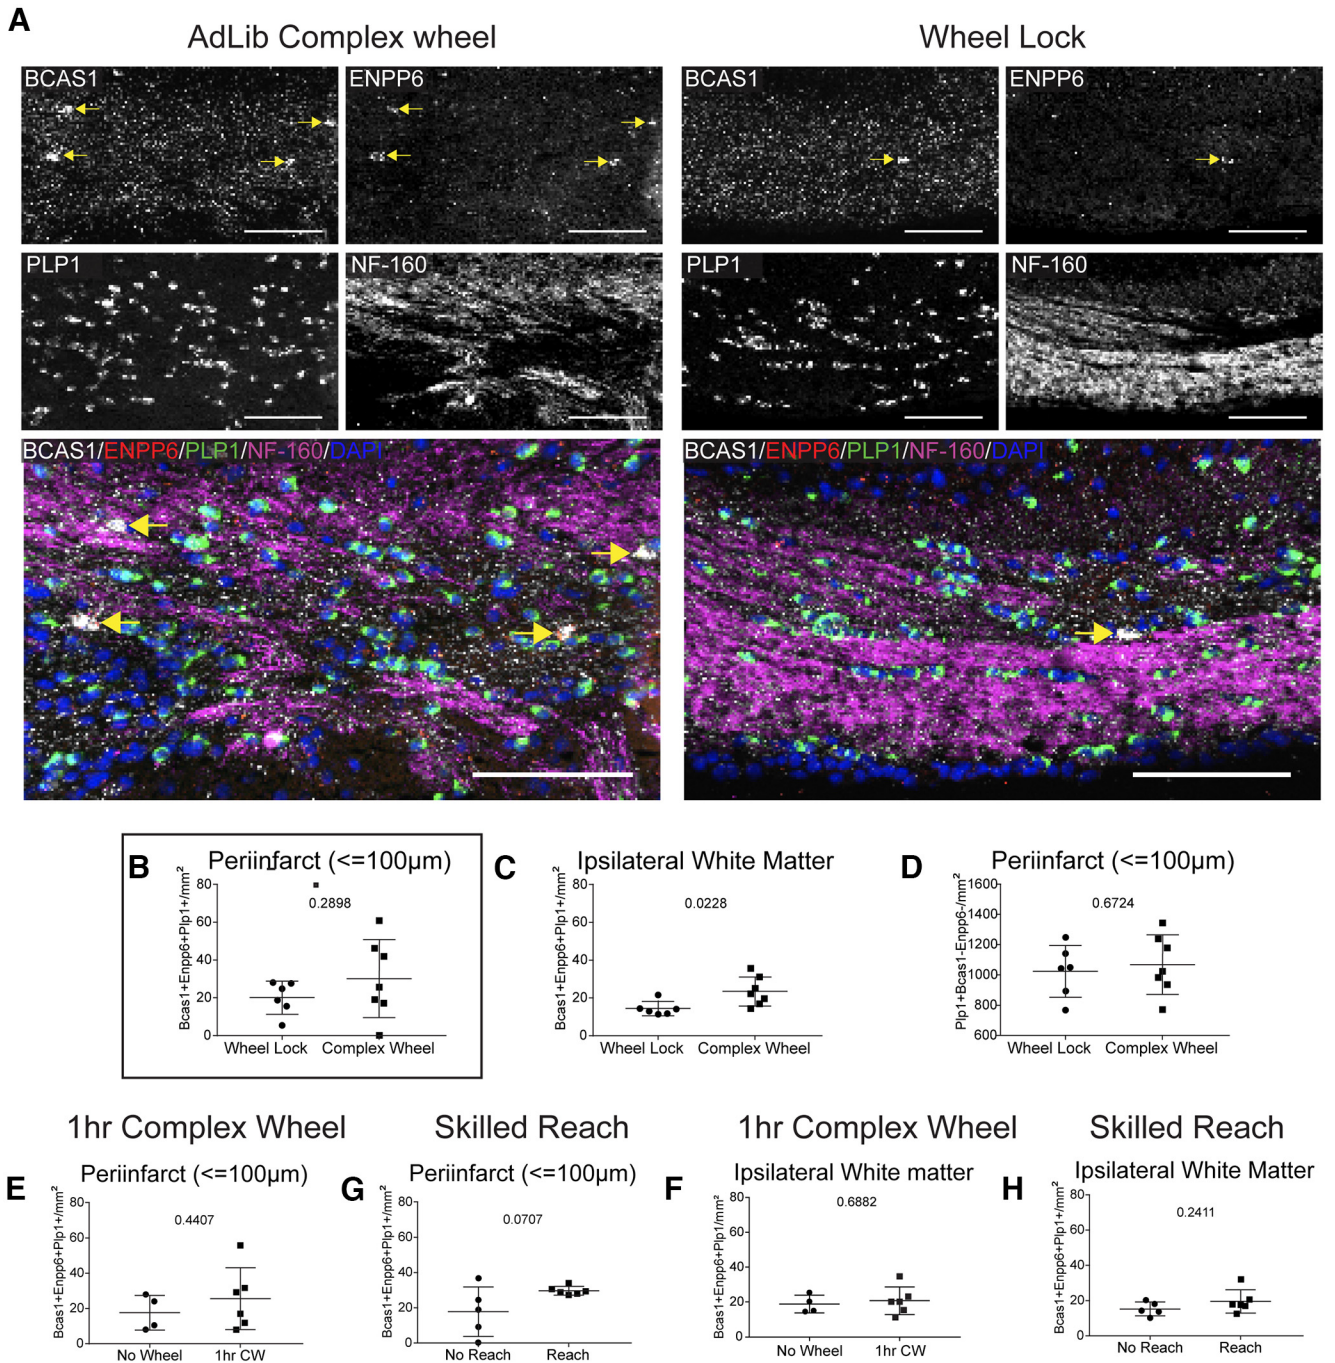 A
AdLib Complex wheel
Wheel Lock
BCAS1
ENPP6
BCAS1
ENPP6
PLP1
NF-160
PLP1
NF-160
BCAS1/ENPP6/PLP1/NF-160/DAPI
BCAS1/ENPP6/PLP1/NF-160/DAPI
B
Periinfarct (<=100µm)
Bcas1+Enpp6+Plp1+/mm²
80
60
40
20
0
0.2898
Wheel Lock
Complex Wheel
C
Ipsilateral White Matter
Bcas1+Enpp6+Plp1+/mm²
80
60
40
20
0
0.0228
Wheel Lock
Complex Wheel
D
Periinfarct (<=100µm)
Plp1+Bcas1-Enpp6-/mm²
1600
1400
1200
1000
800
600
0.6724
Wheel Lock
Complex Wheel
1hr Complex Wheel
Skilled Reach
1hr Complex Wheel
Skilled Reach
E
Periinfarct (<=100µm)
Bcas1+Enpp6+Plp1+/mm²
80
60
40
20
0
0.4407
No Wheel
1hr CW
G
Periinfarct (<=100µm)
Bcas1+Enpp6+Plp1+/mm²
80
60
40
20
0
0.0707
No Reach
Reach
F
Ipsilateral White matter
Bcas1+Enpp6+Plp1/mm²
80
60
40
20
0
0.6882
No Wheel
1hr CW
H
Ipsilateral White Matter
Bcas1+Enpp6+Plp1+/mm²
80
60
40
20
0
0.2411
No Reach
Reach